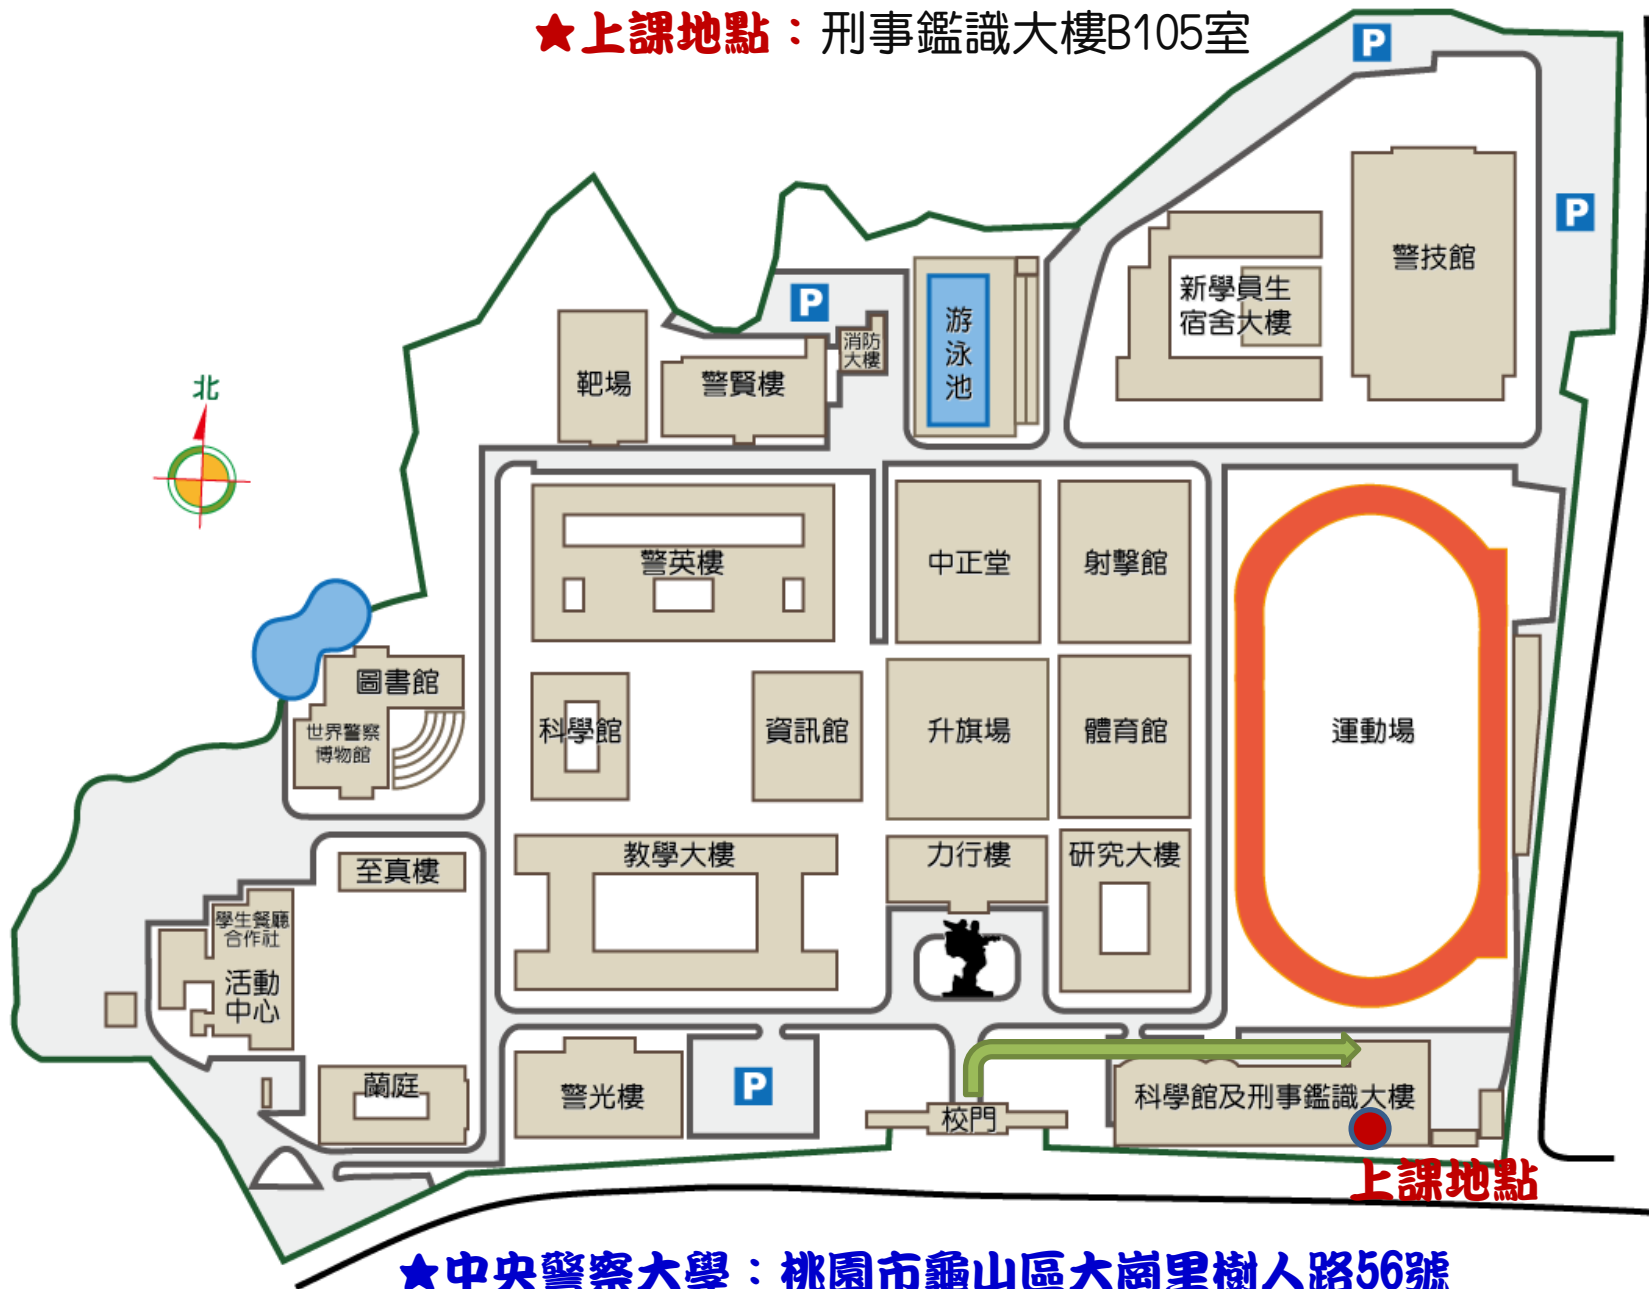 ★上課地點：刑事鑑識大樓B105室
P
P
警技館
新學員生
宿舍大樓
P
游泳池
消防
大樓
靶場
警賢樓
北
警英樓
中正堂
射擊館
圖書館
世界警察
博物館
科學館
資訊館
升旗場
體育館
運動場
教學大樓
力行樓
研究大樓
至真樓
學生餐廳
合作社
活動
中心
蘭庭
警光樓
P
校門
科學館及刑事鑑識大樓
上課地點
★中央警察大學：桃園市龜山區大崗里樹人路56號